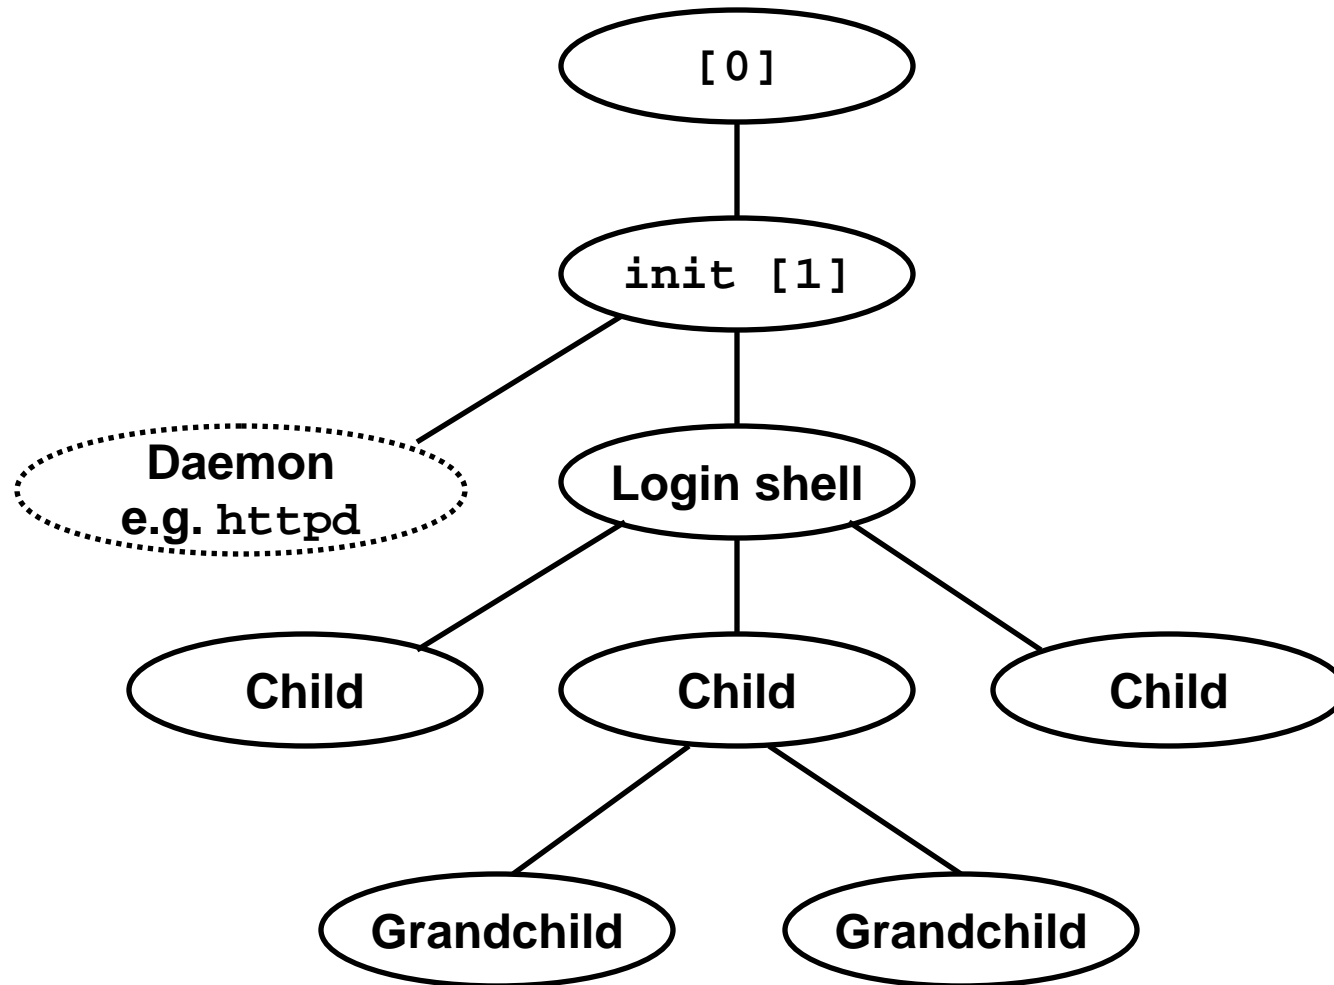 [0]
init [1]
Daemon
e.g. httpd
Login shell
Child
Child
Child
Grandchild
Grandchild